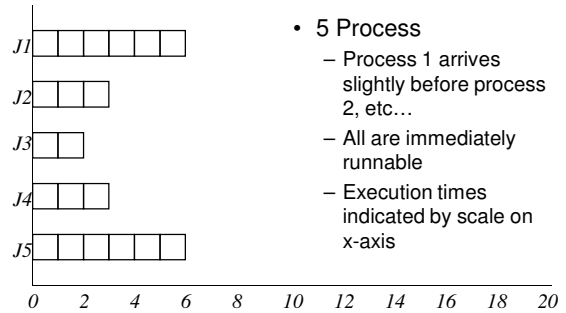 J1
J2
J3
J4
J5
0 2 4 6 8 10 12 14 16 18 20
• 5 Process
– Process 1 arrives
slightly before process
2, etc…
– All are immediately
runnable
– Execution times
indicated by scale on
x-axis